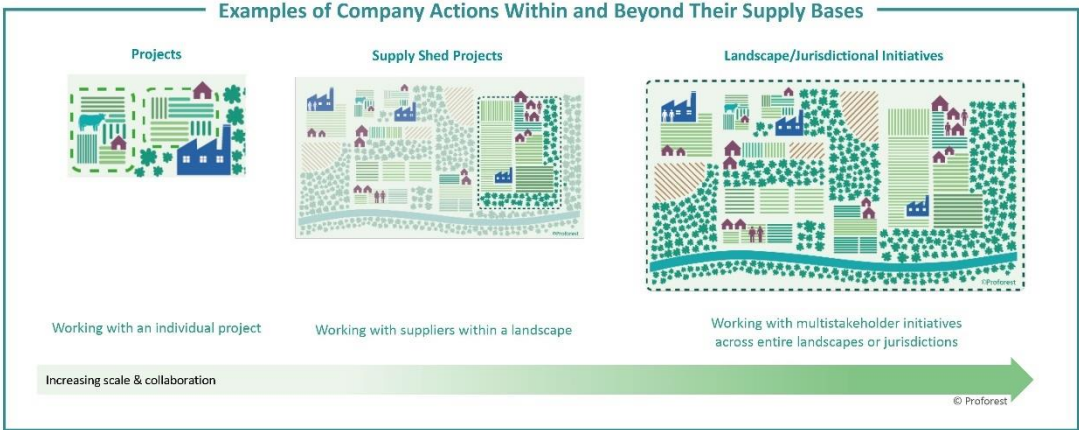 Examples of Company Actions Within and Beyond Their Supply Bases
Projects
Supply Shed Projects
Landscape/Jurisdictional Initiatives
©Proforest
©Proforest
Working with an individual project
Working with suppliers within a landscape
Working with multistakeholder initiatives
across entire landscapes or jurisdictions
Increasing scale & collaboration
© Proforest